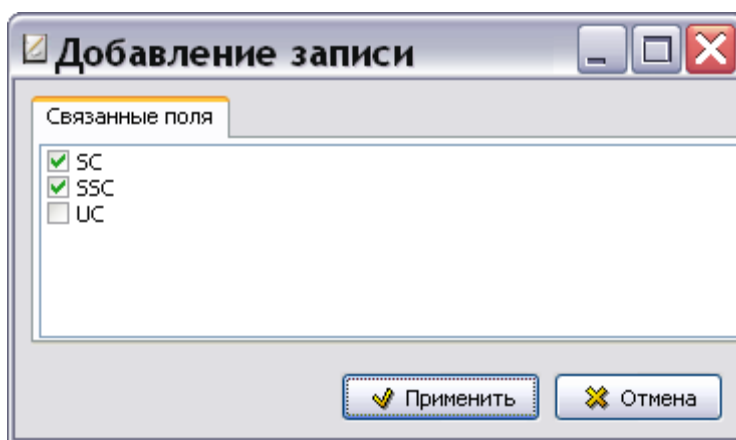 Добавление записи
Связанные поля
SC
SSC
UC
Применить
Отмена